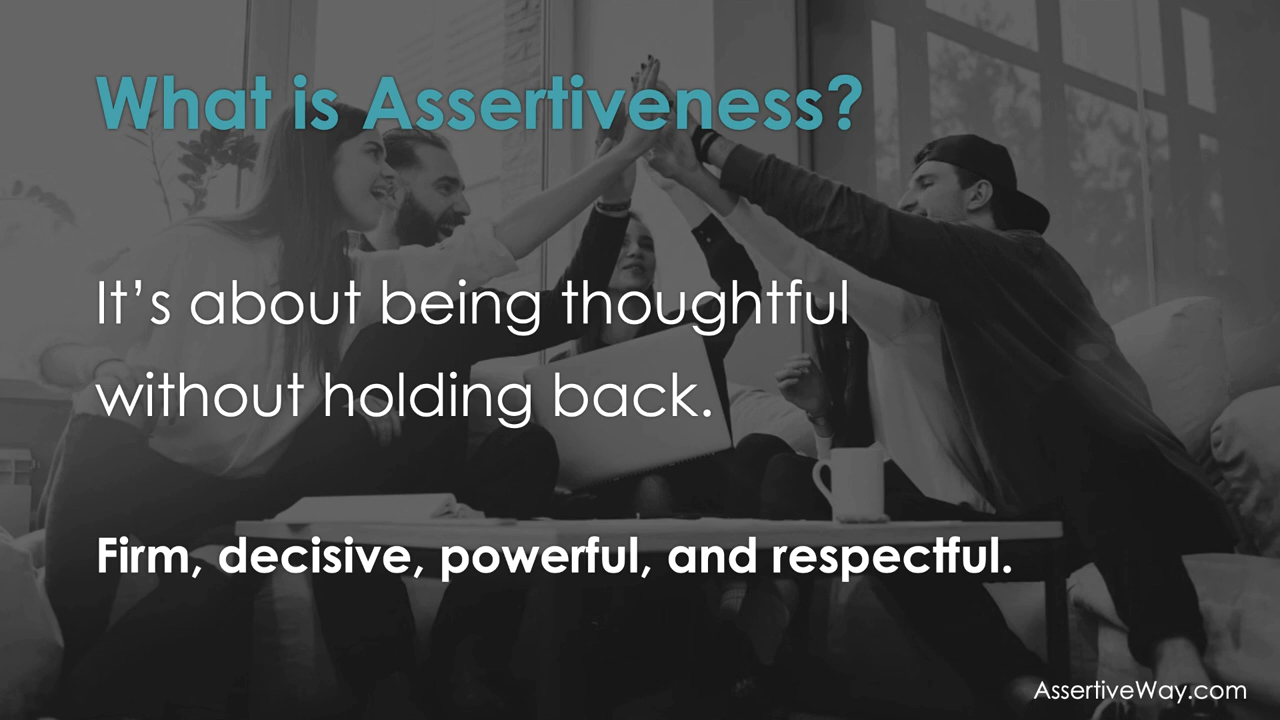 What is Assertiveness?
It’s about being thoughtful
without holding back.
Firm, decisive, powerful, and respectful.
AssertiveWay.com